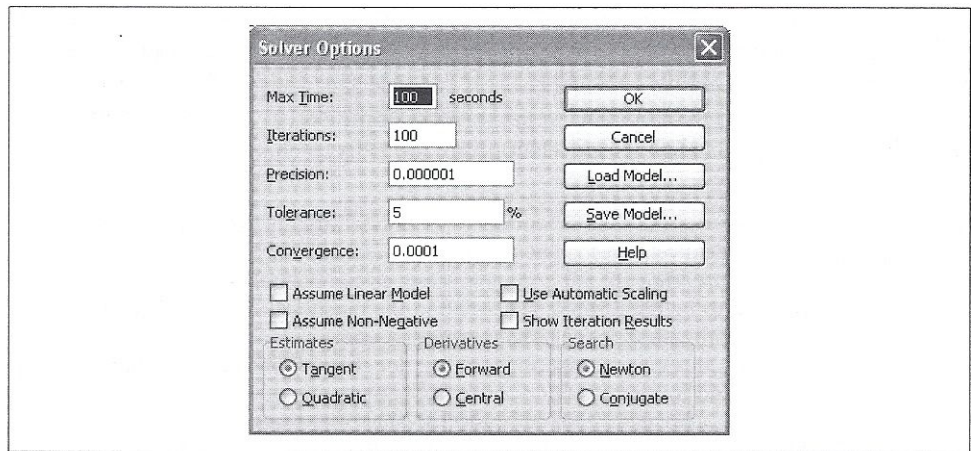 Solver Options
Max Time: 100 seconds
OK
Iterations: 100
Cancel
Precision: 0.000001
Load Model...
Tolerance: 5 %
Save Model...
Convergence: 0.0001
Help
Assume Linear Model
Use Automatic Scaling
Assume Non-Negative
Show Iteration Results
Estimates
Derivatives
Search
Tangent
Forward
Newton
Quadratic
Central
Conjugate